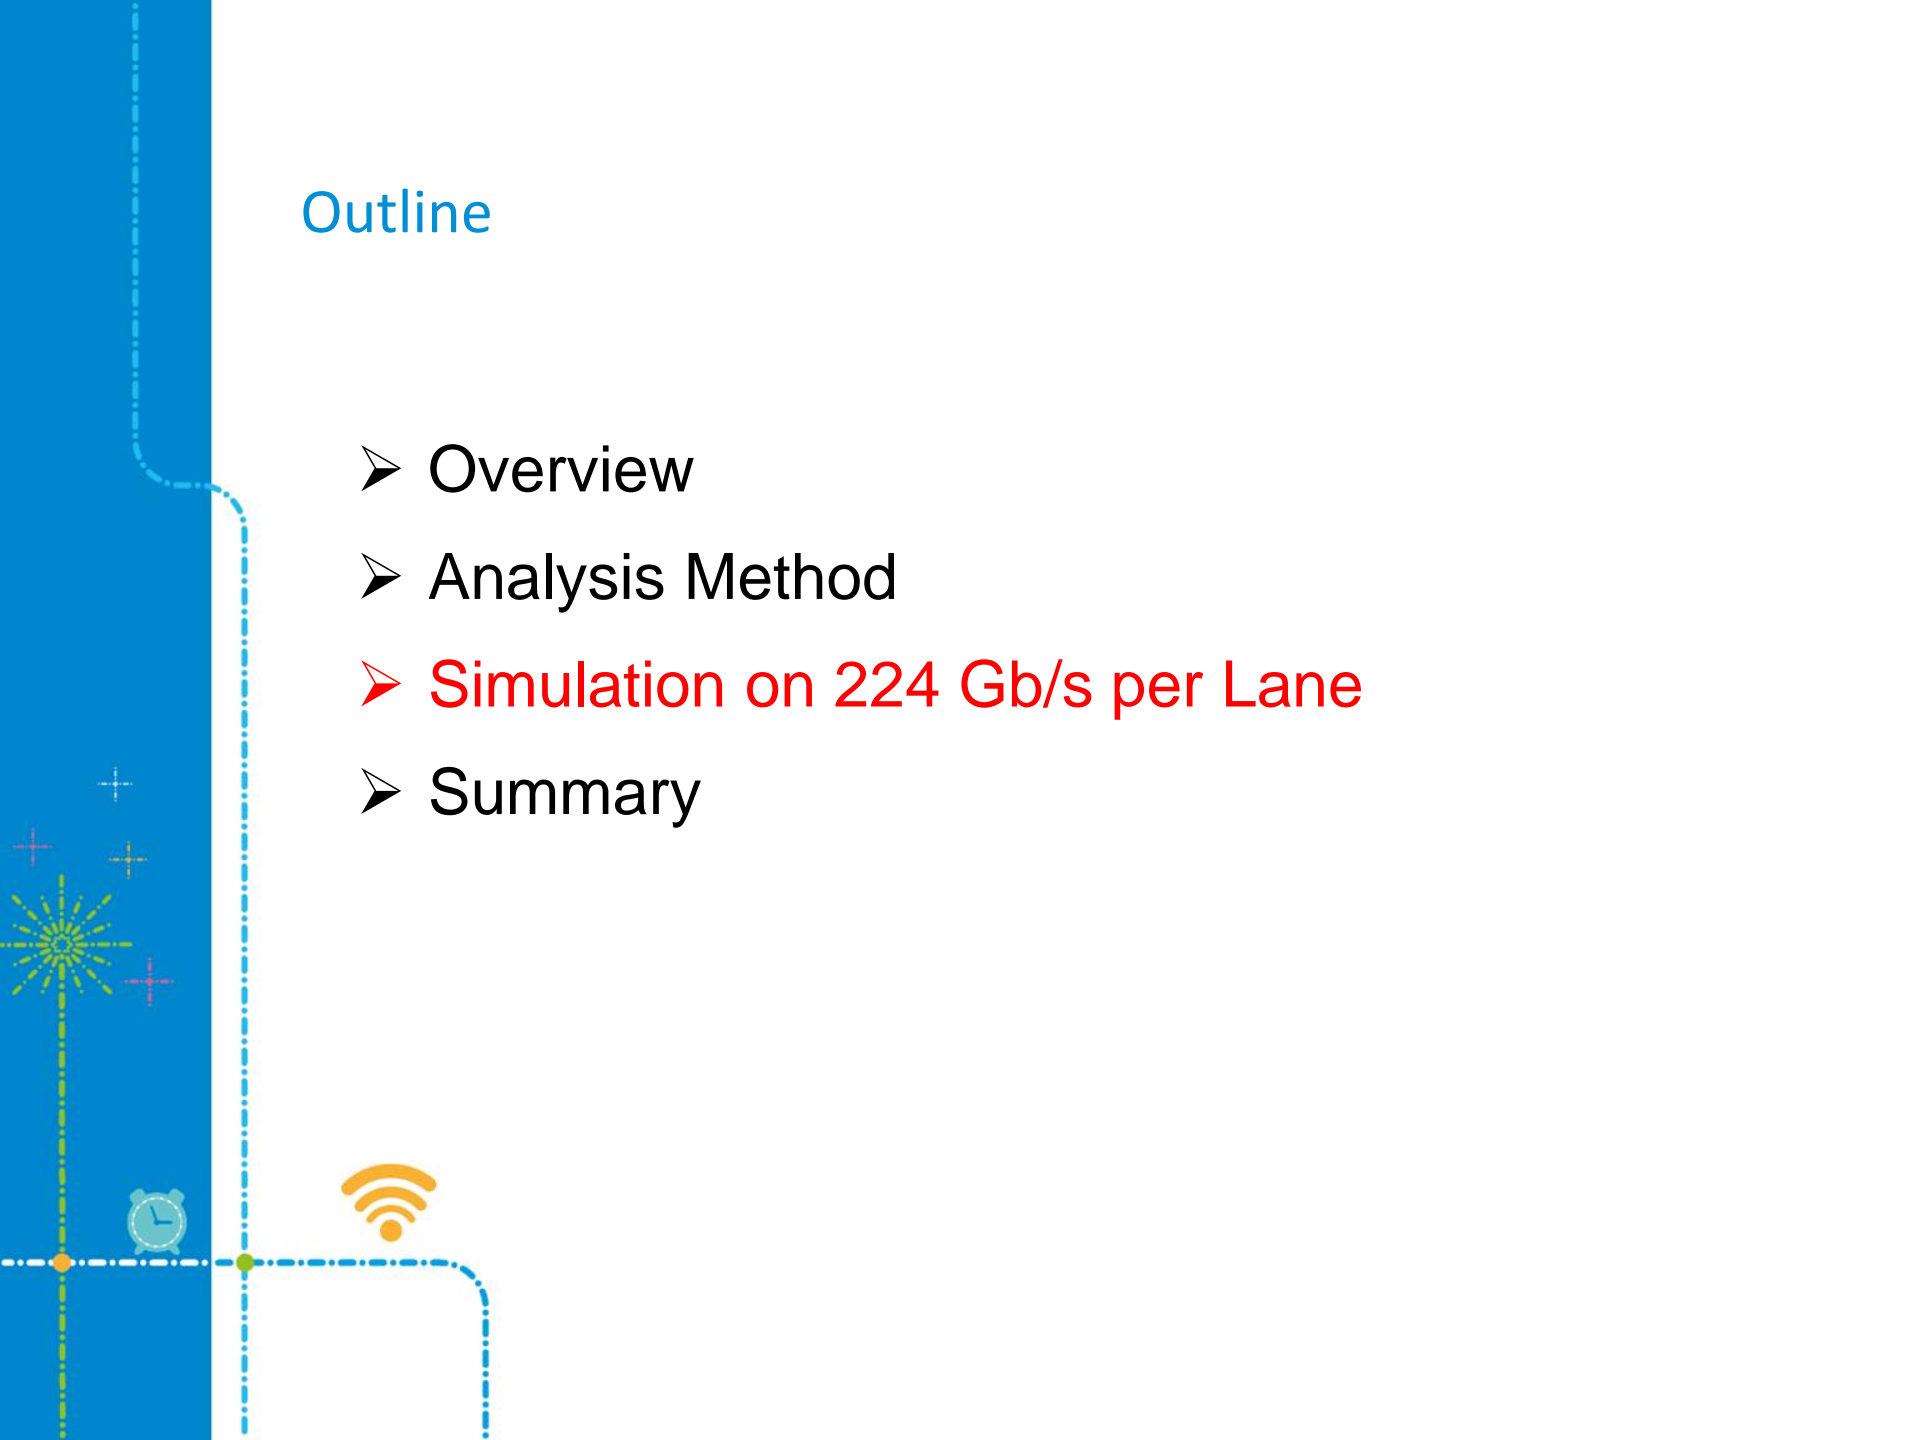 Outline
➢ Overview
➢ Analysis Method
➢ Simulation on 224 Gb/s per Lane
➢ Summary